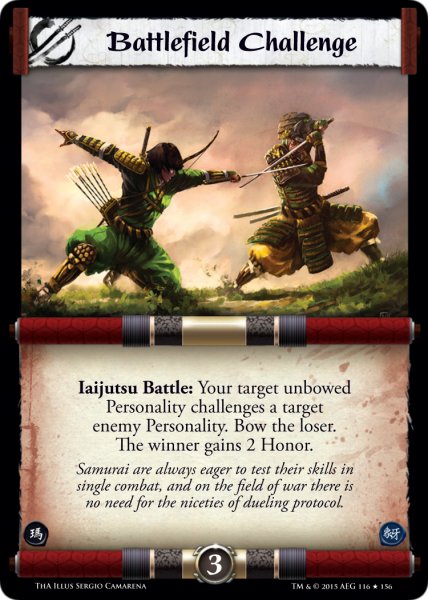 Battlefield Challenge
Iaijutsu Battle: Your target unbowed
Personality challenges a target
enemy Personality. Bow the loser.
The winner gains 2 Honor.
Samurai are always eager to test their skills in
single combat, and on the field of war there is
no need for the niceties of dueling protocol.
瑪
象牙
3
ThA Illus Sergio Camarena
TM & © 2015 AEG 116 ★ 156